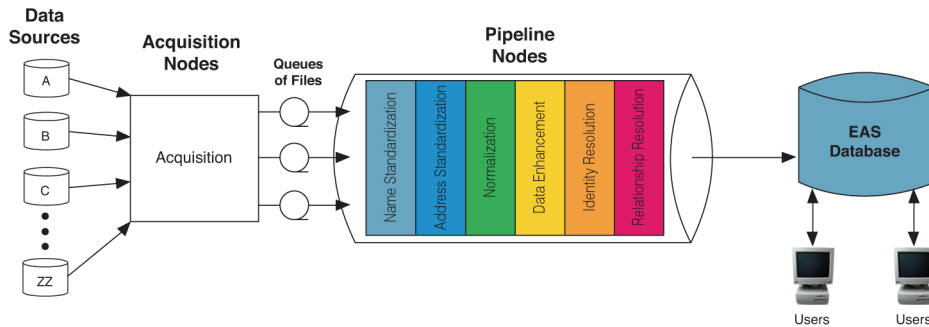 Data
Sources
A
B
C
ZZ
Acquisition
Nodes
Acquisition
Queues
of Files
Pipeline
Nodes
Name Standardization
Address Standardization
Normalization
Data Enhancement
Identity Resolution
Relationship Resolution
EAS
Database
Users
Users